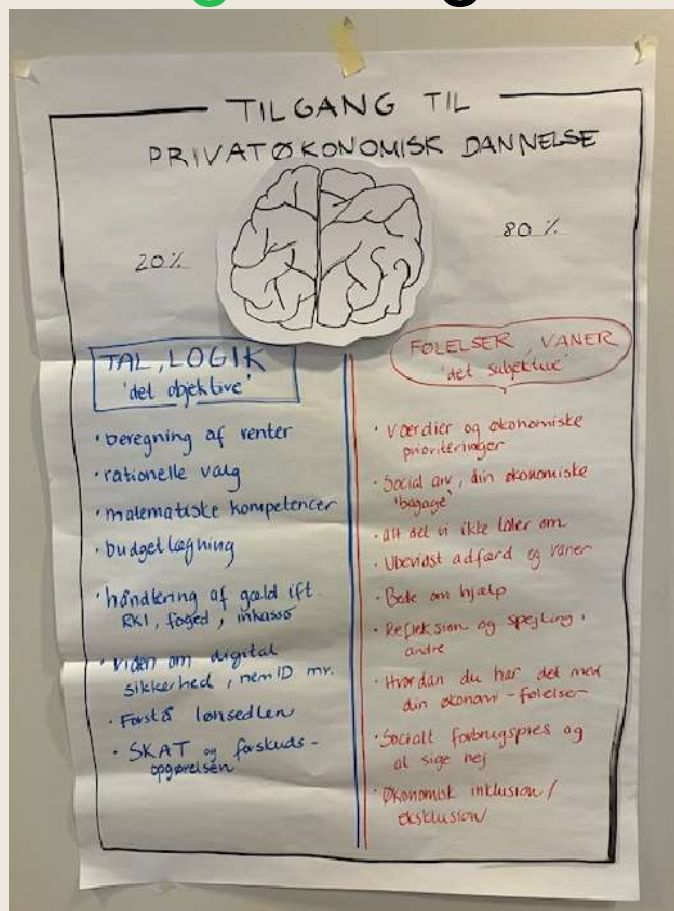 TILGANG TIL
PRIVATØKONOMISK DANNELSE
20%
80%
TAL, LOGIK
'det objektive'
· beregning af renter
· rationelle valg
· matematiske kompetencer
· budgetlægning
· håndtering af gæld ift.
RKI, foged, inkasso
· viden om digital
sikkerhed, nemID mv.
· Forstå lønsedlen
· SKAT og forskuds-
opgørelsen
FØLELSER, VANER
'det subjektive'
· Værdier og økonomiske
prioriteringer
· Social arv, din økonomiske
'bagage'
· alt det vi ikke taler om
· Ubevidst adfærd og vaner
· Bede om hjælp
· Refleksion og spejling i
andre
· Hvordan du har det med
din økonomi - følelser
· Socialt forbrugspres og
at sige nej
· Økonomisk inklusion/
eksklusion/